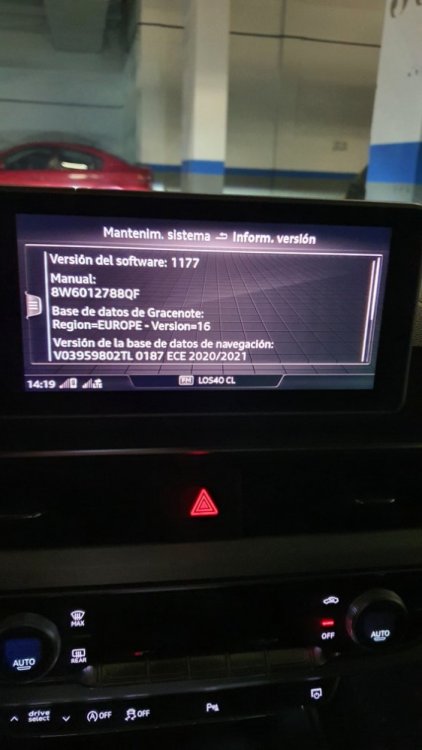 Mantenim. sistema Inform. versión
Versión del software: 1177
Manual:
8W6012788QF
Base de datos de Gracenote:
Region=EUROPE - Version=16
Versión de la base de datos de navegación:
V03959802TL 0187 ECE 2020/2021
14:19 FM LOS40 CL
MAX
REAR
AUTO
OFF
AUTO
drive select
OFF
OFF